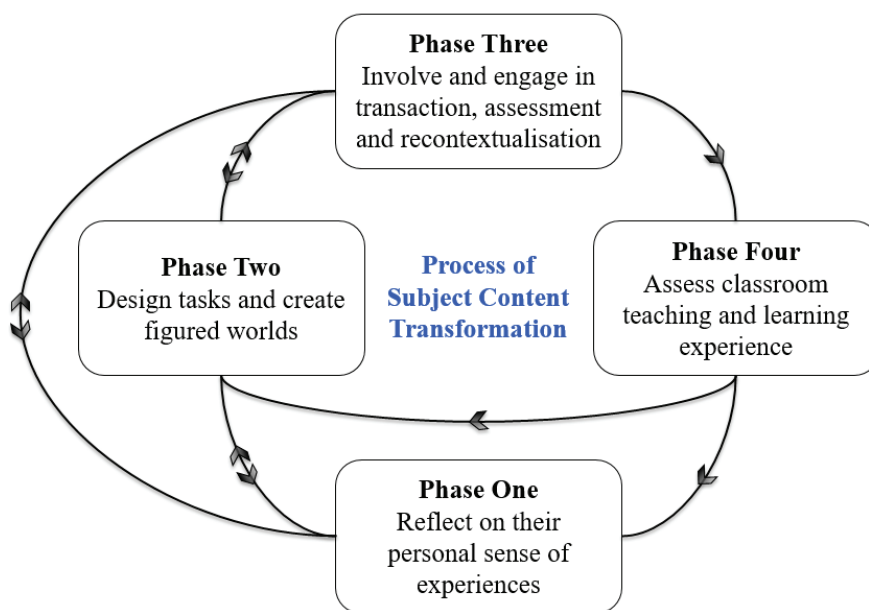 Phase Three
Involve and engage in
transaction, assessment
and recontextualisation
Phase Two
Design tasks and create
figured worlds
Process of
Subject Content
Transformation
Phase Four
Assess classroom
teaching and learning
experience
Phase One
Reflect on their
personal sense of
experiences